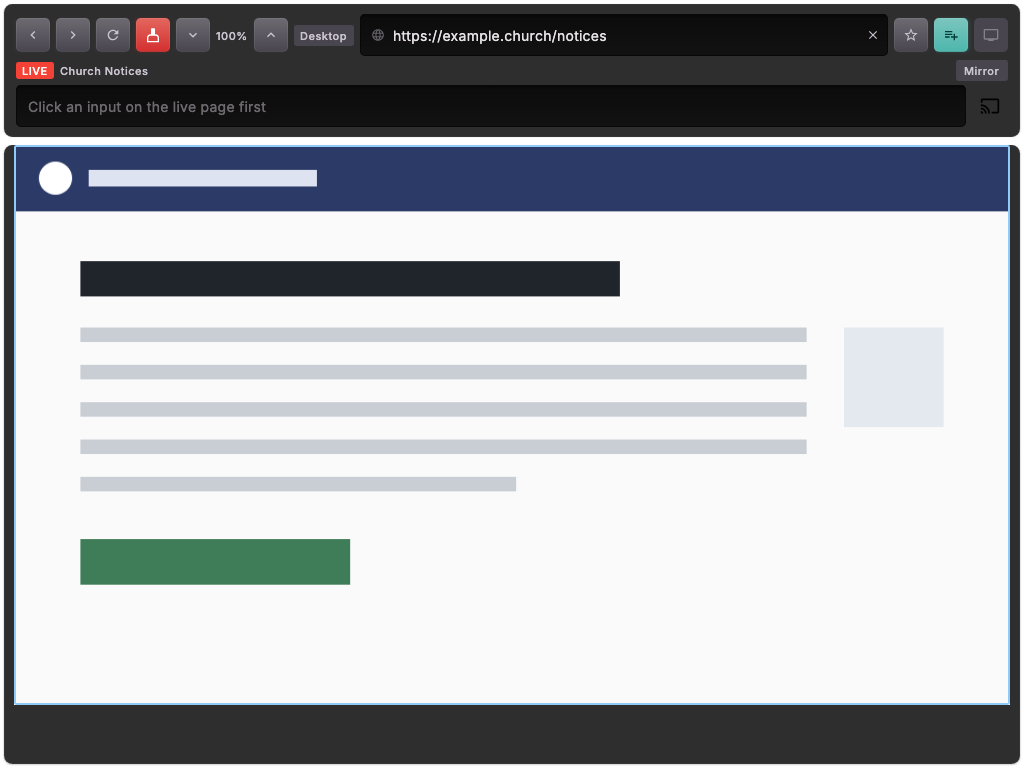 100%
Desktop
https://example.church/notices
LIVE Church Notices
Mirror
Click an input on the live page first